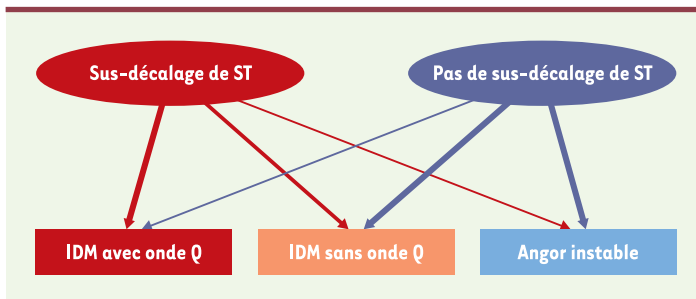 Sus-décalage de ST
Pas de sus-décalage de ST
IDM avec onde Q
IDM sans onde Q
Angor instable